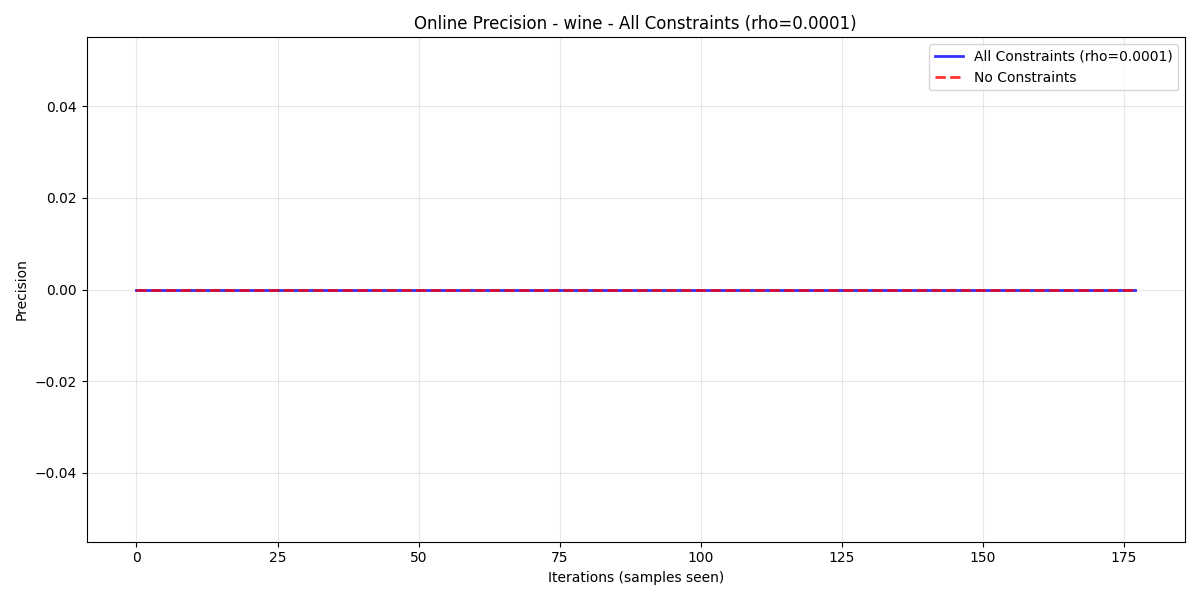 Online Precision - wine - All Constraints (rho=0.0001)
All Constraints (rho=0.0001)
No Constraints
Precision
0.04
0.02
0.00
−0.02
−0.04
0 25 50 75 100 125 150 175
Iterations (samples seen)